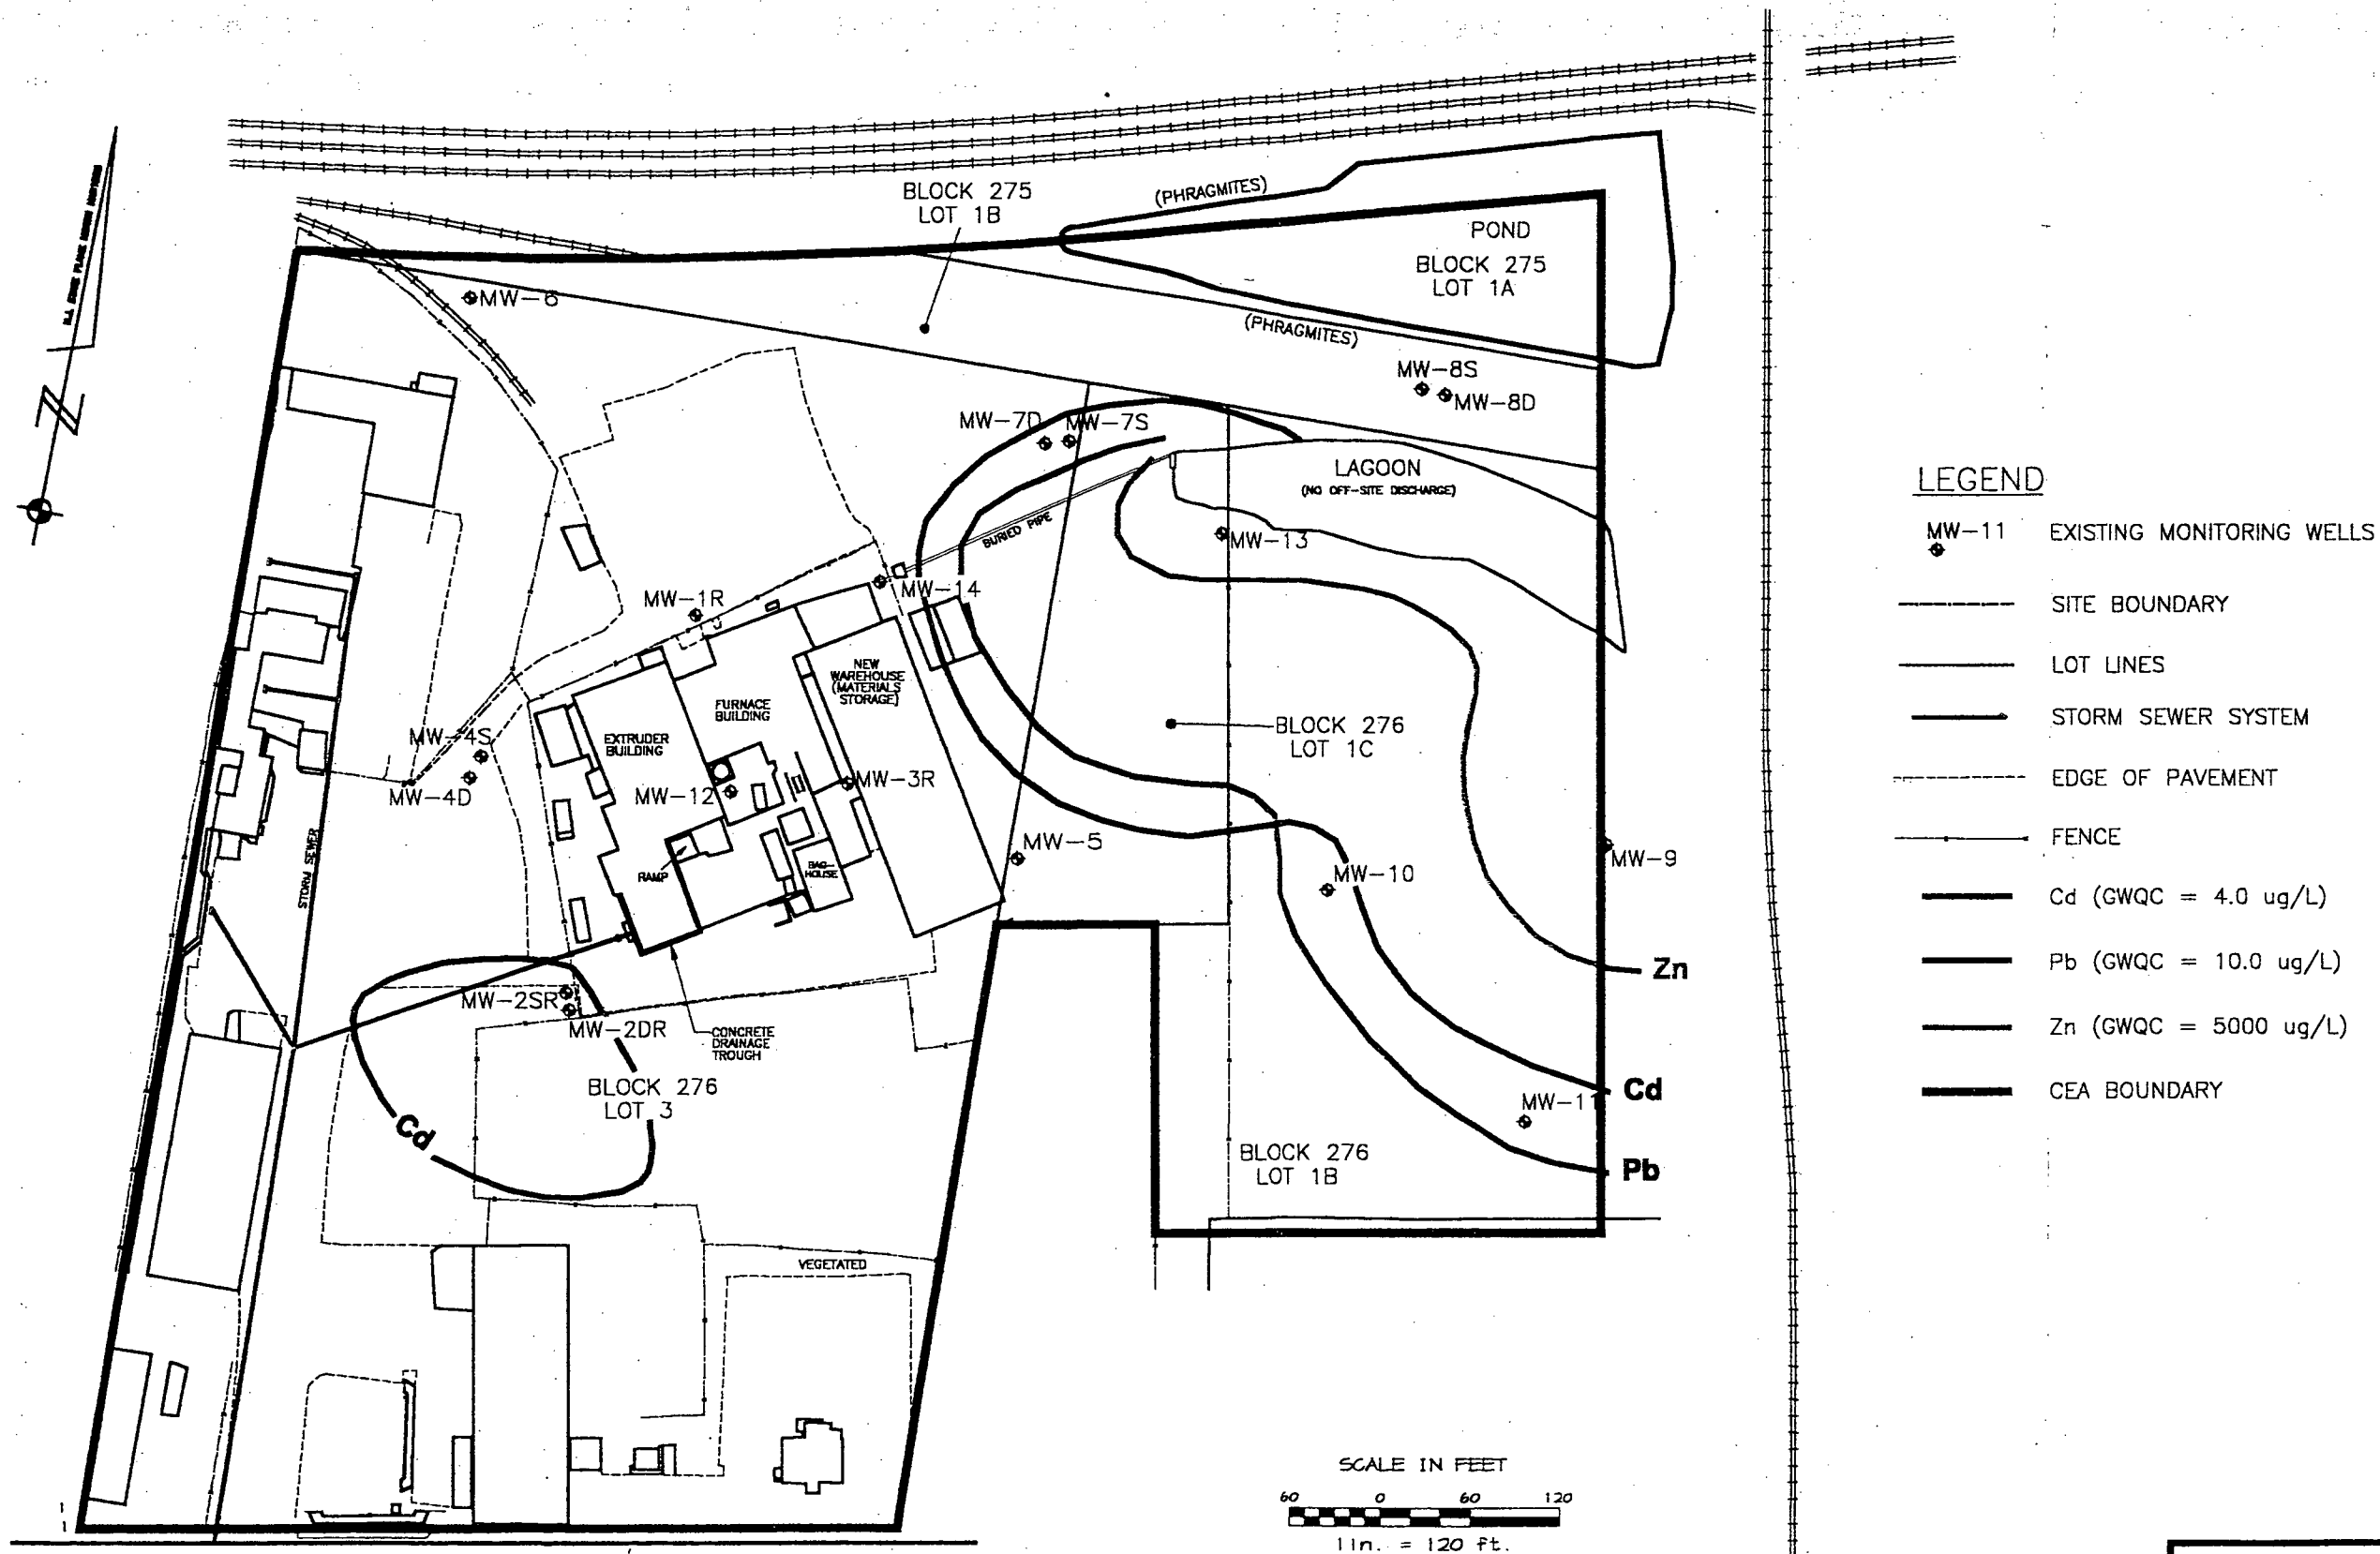 BLOCK 275
LOT 1B
(PHRAGMITES)
POND
BLOCK 275
LOT 1A
(PHRAGMITES)
MW-6
MW-8S
MW-8D
MW-7D
MW-7S
LAGOON
(NO OFF-SITE DISCHARGE)
BURIED PIPE
MW-13
MW-14
MW-1R
NEW
WAREHOUSE
(MATERIALS
STORAGE)
FURNACE
BUILDING
EXTRUDER
BUILDING
BLOCK 276
LOT 1C
MW-4S
MW-4D
MW-12
MW-3R
MW-5
MW-9
MW-10
RAMP
BAG-
HOUSE
STORM SEWER
Zn
MW-2SR
MW-2DR
CONCRETE
DRAINAGE
TROUGH
BLOCK 276
LOT 3
Cd
Cd
MW-11
BLOCK 276
LOT 1B
Pb
VEGETATED
SCALE IN FEET
60 0 60 120
1in. = 120 ft.
LEGEND
MW-11 EXISTING MONITORING WELLS
SITE BOUNDARY
LOT LINES
STORM SEWER SYSTEM
EDGE OF PAVEMENT
FENCE
Cd (GWQC = 4.0 ug/L)
Pb (GWQC = 10.0 ug/L)
Zn (GWQC = 5000 ug/L)
CEA BOUNDARY